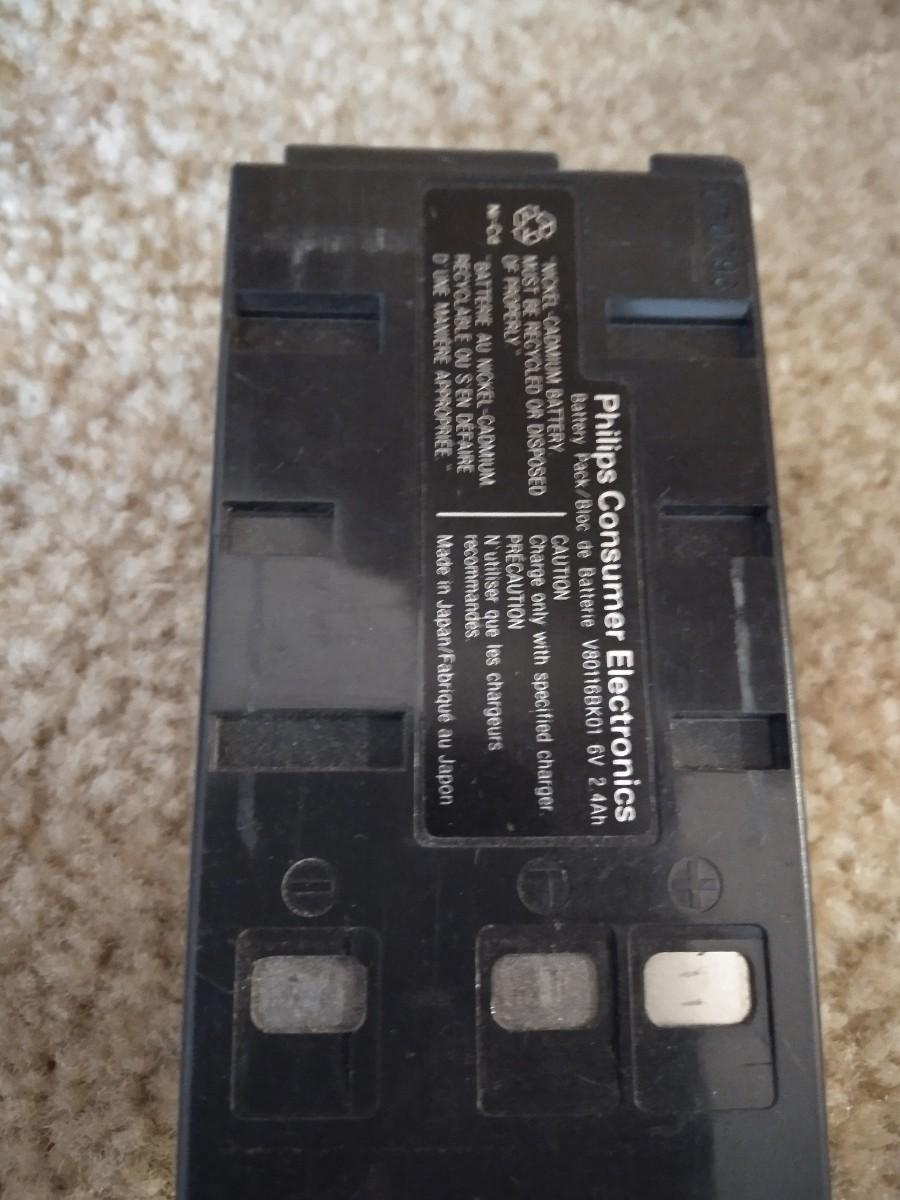 Philips Consumer Electronics
Battery Pack/Bloc de Batterie V80116BK01 6V 2.4Ah
Ni-Cd
"NICKEL-CADMIUM BATTERY
MUST BE RECYCLED OR DISPOSED
OF PROPERLY"
"BATTERIE AU NICKEL-CADMIUM
RECYCLABLE OU S'EN DÉFAIRE
D'UNE MANIÈRE APPROPRIÉE"
CAUTION
Charge only with specified charger.
PRÉCAUTION
N'utiliser que les chargeurs
recommandés.
Made in Japan/Fabriqué au Japon
T